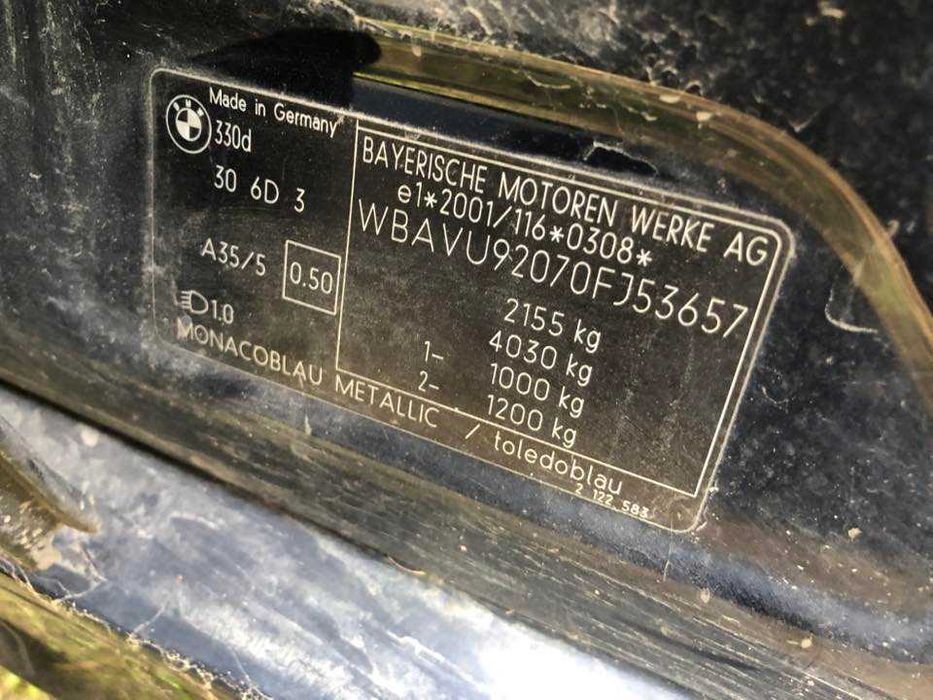 Made in Germany
330d
30 6D 3
A35/5 0.50
1.0
BAYERISCHE MOTOREN WERKE AG
e1*2001/116*0308*
WBAVU92070FJ53657
2155 kg
4030 kg
1- 1000 kg
2- 1200 kg
MONACOBLAU METALLIC / toledoblau
2 122 583